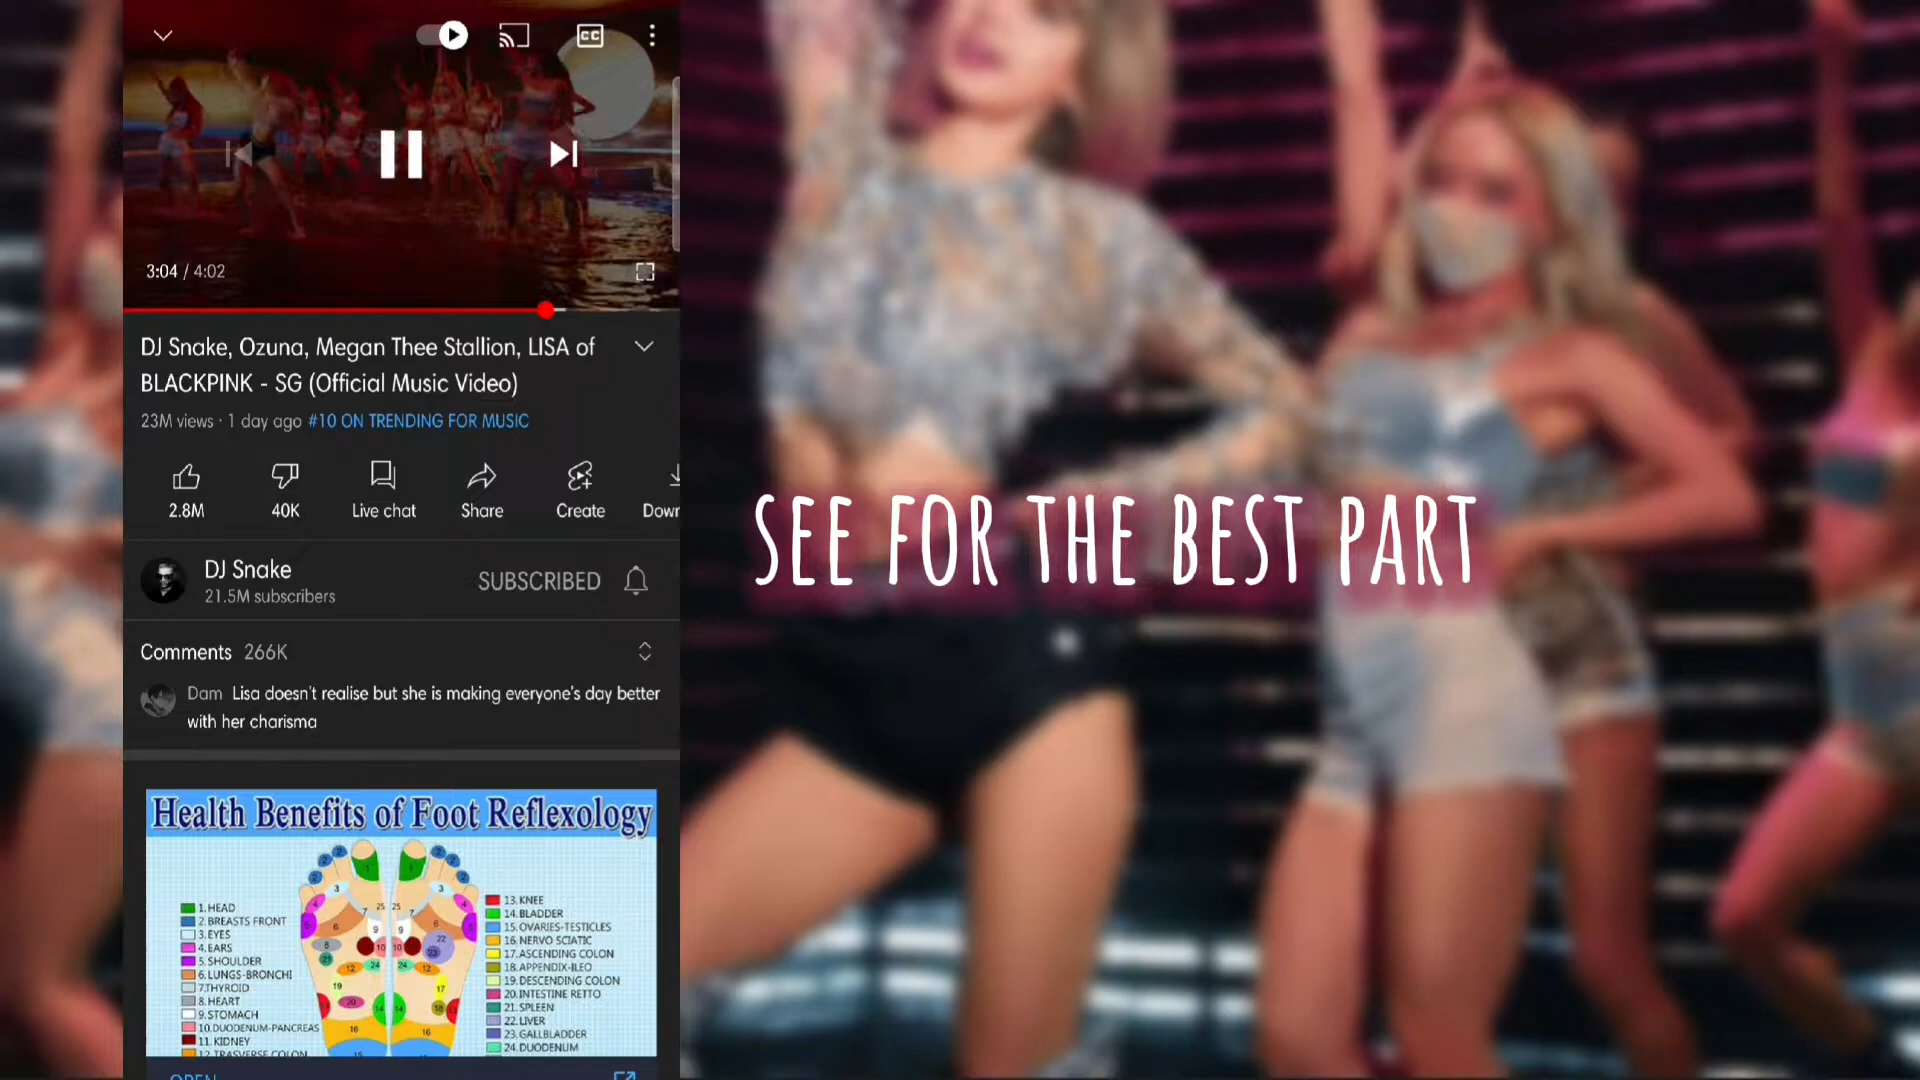 CC
3:04 / 4:02
DJ Snake, Ozuna, Megan Thee Stallion, LISA of
BLACKPINK - SG (Official Music Video)
23M views · 1 day ago #10 ON TRENDING FOR MUSIC
2.8M
40K
Live chat
Share
Create
Down
DJ Snake
21.5M subscribers
SUBSCRIBED
Comments 266K
Dam Lisa doesn't realise but she is making everyone's day better
with her charisma
Health Benefits of Foot Reflexology
1. HEAD
2. BREASTS FRONT
3. EYES
4. EARS
5. SHOULDER
6. LUNGS-BRONCHI
7. THYROID
8. HEART
9. STOMACH
10. DUODENUM-PANCREAS
11. KIDNEY
12. TRASVERSE COLON
13. KNEE
14. BLADDER
15. OVARIES-TESTICLES
16. NERVO SCIATIC
17. ASCENDING COLON
18. APPENDIX-ILEO
19. DESCENDING COLON
20. INTESTINE RETTO
21. SPLEEN
22. LIVER
23. GALLBLADDER
24. DUODENUM
OPEN
SEE FOR THE BEST PART